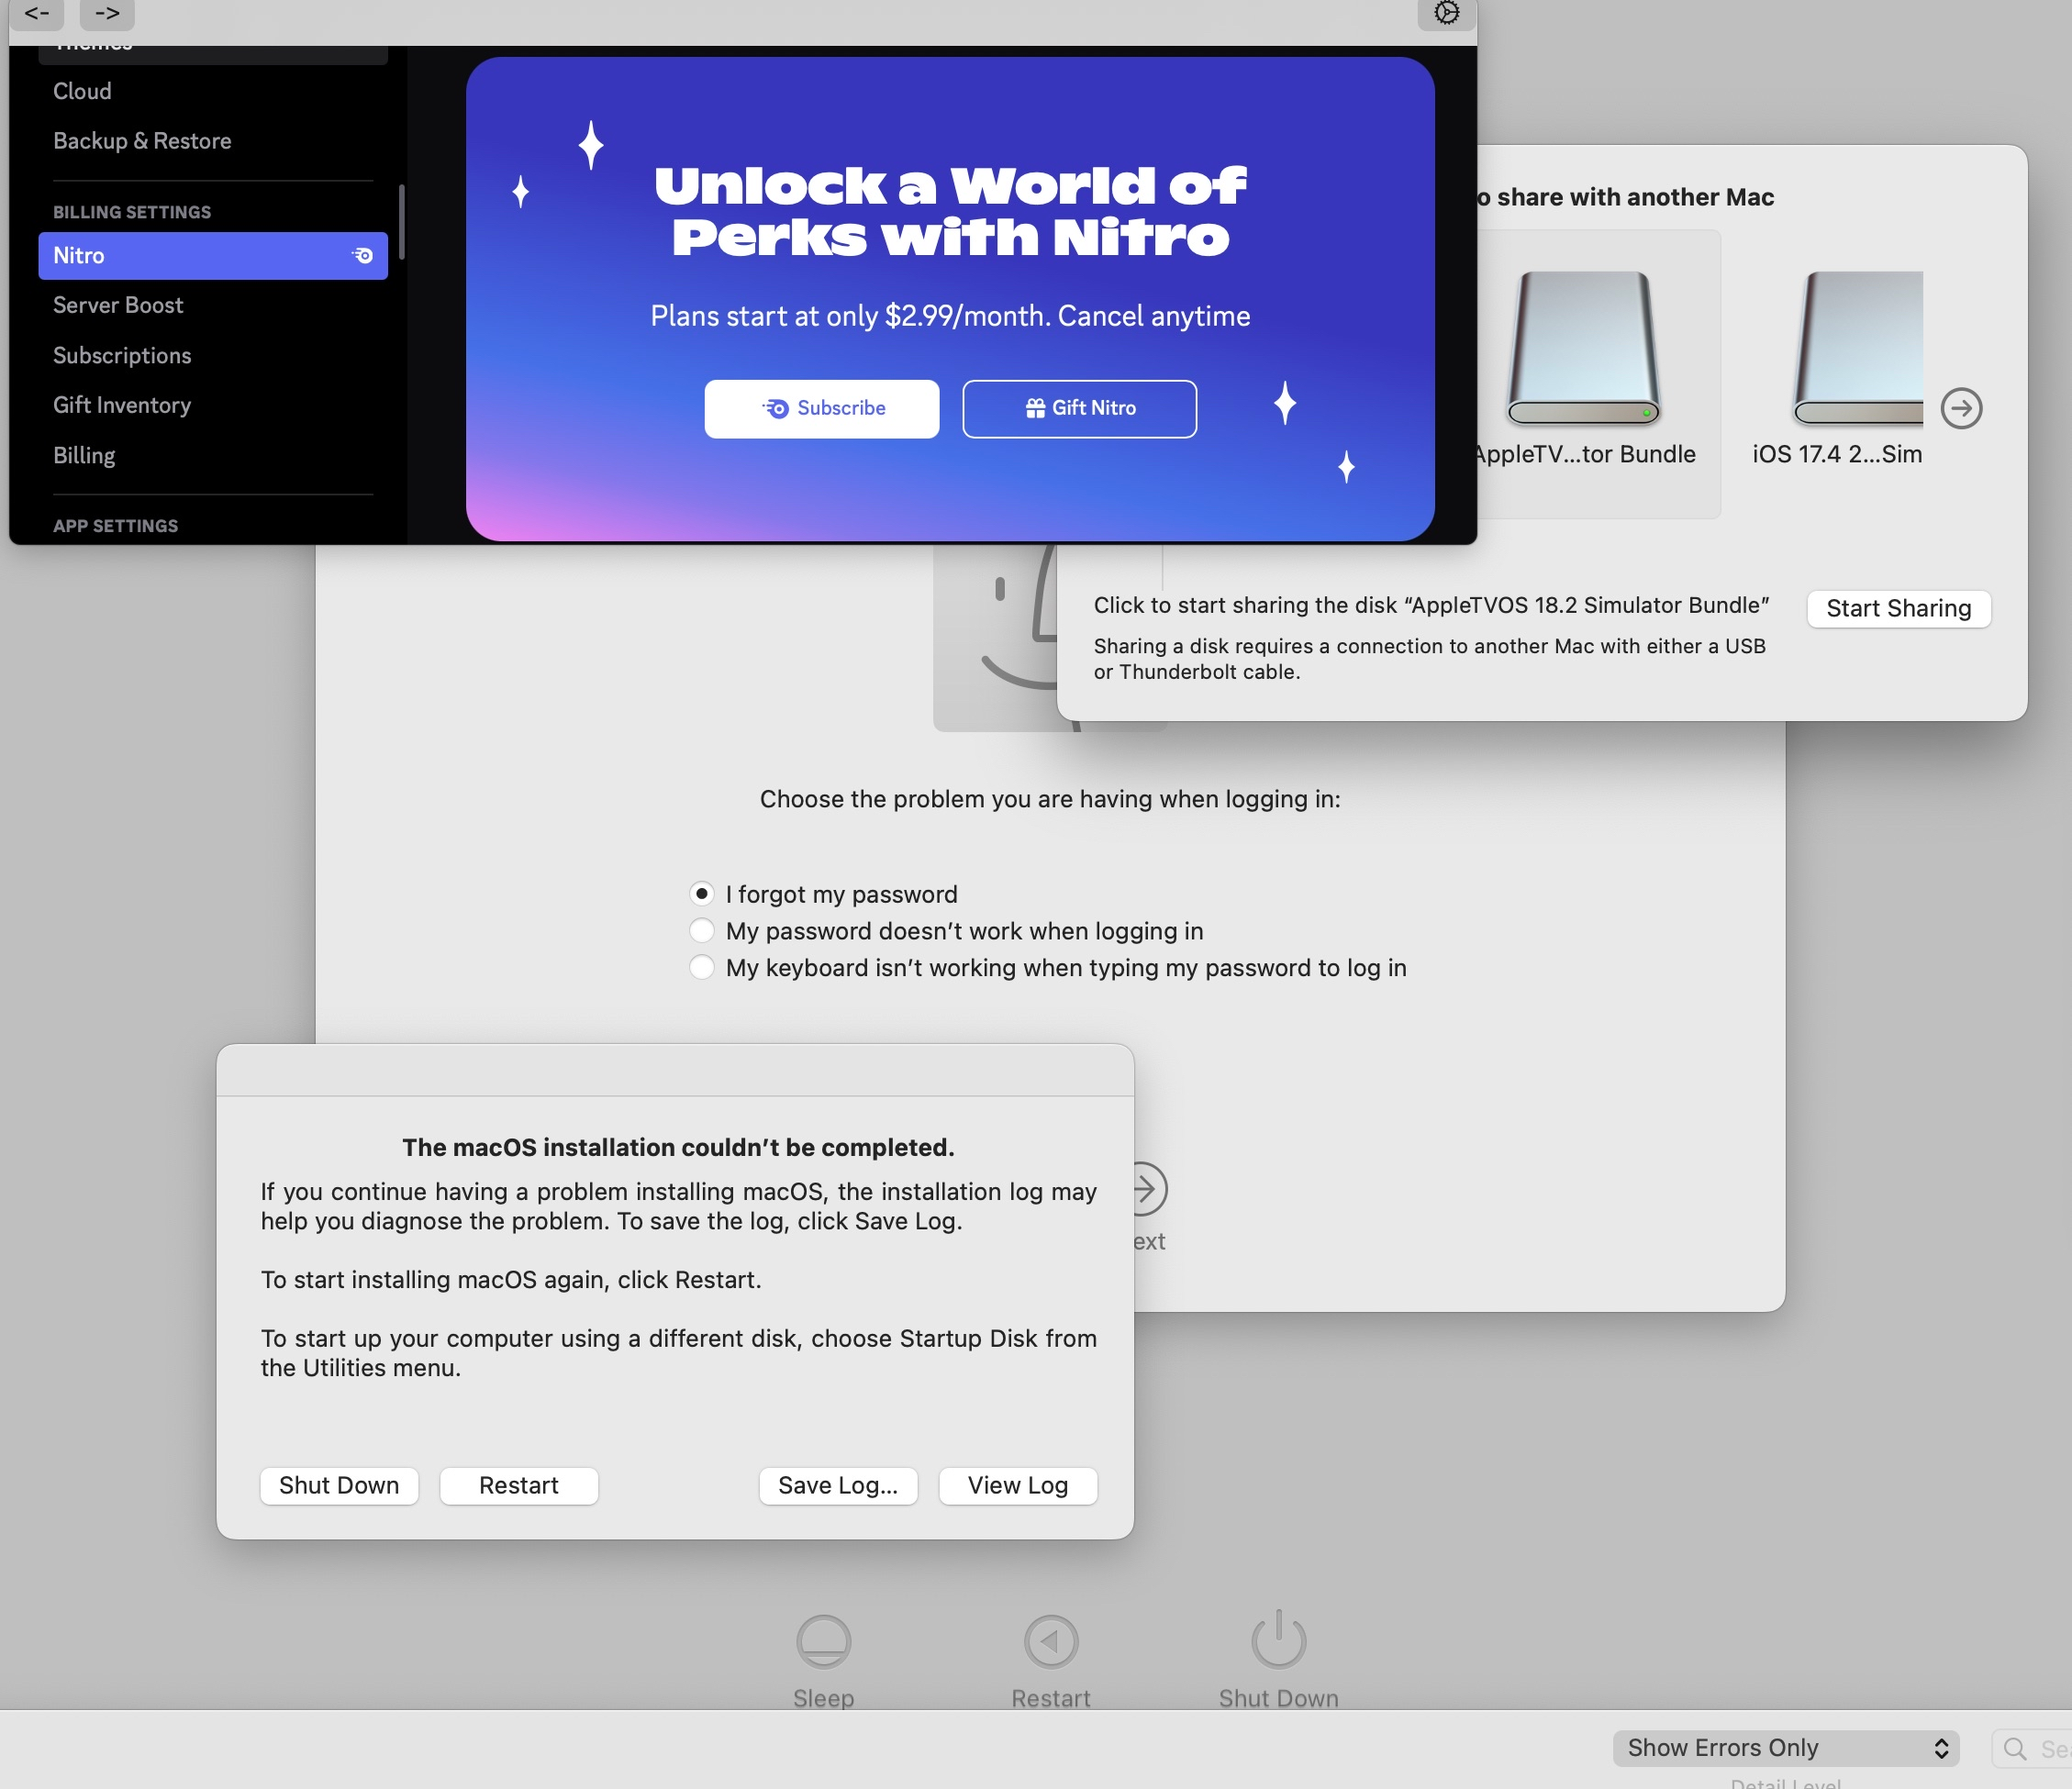 <- ->
Themes
Cloud
Backup & Restore
BILLING SETTINGS
Nitro
Server Boost
Subscriptions
Gift Inventory
Billing
APP SETTINGS
Unlock a World of
Perks with Nitro
Plans start at only $2.99/month. Cancel anytime
Subscribe
Gift Nitro
o share with another Mac
AppleTV...tor Bundle
iOS 17.4 2...Sim
Click to start sharing the disk “AppleTVOS 18.2 Simulator Bundle”
Start Sharing
Sharing a disk requires a connection to another Mac with either a USB
or Thunderbolt cable.
Choose the problem you are having when logging in:
I forgot my password
My password doesn’t work when logging in
My keyboard isn’t working when typing my password to log in
ext
The macOS installation couldn’t be completed.
If you continue having a problem installing macOS, the installation log may
help you diagnose the problem. To save the log, click Save Log.
To start installing macOS again, click Restart.
To start up your computer using a different disk, choose Startup Disk from
the Utilities menu.
Shut Down
Restart
Save Log...
View Log
Sleep
Restart
Shut Down
Show Errors Only
Sea
Detail Level